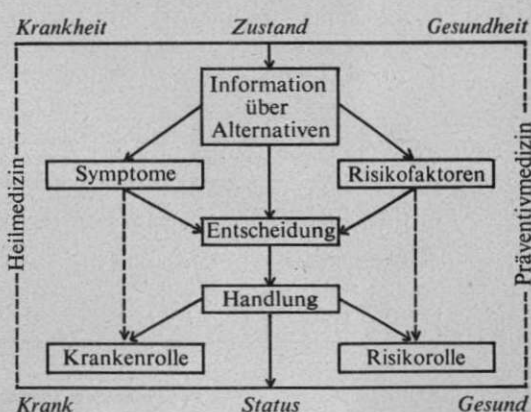 Krankheit Zustand Gesundheit
Information
über
Alternativen
Symptome Risikofaktoren
Heilmedizin
Präventivmedizin
Entscheidung
Handlung
Krankenrolle Risikorolle
Krank Status Gesund